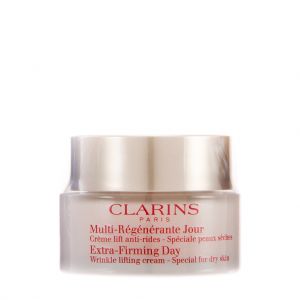 CLARINS
PARIS
Multi-Régénérante Jour
Crème lift anti-rides - Spéciale peaux sèches
Extra-Firming Day
Wrinkle lifting cream - Special for dry skin